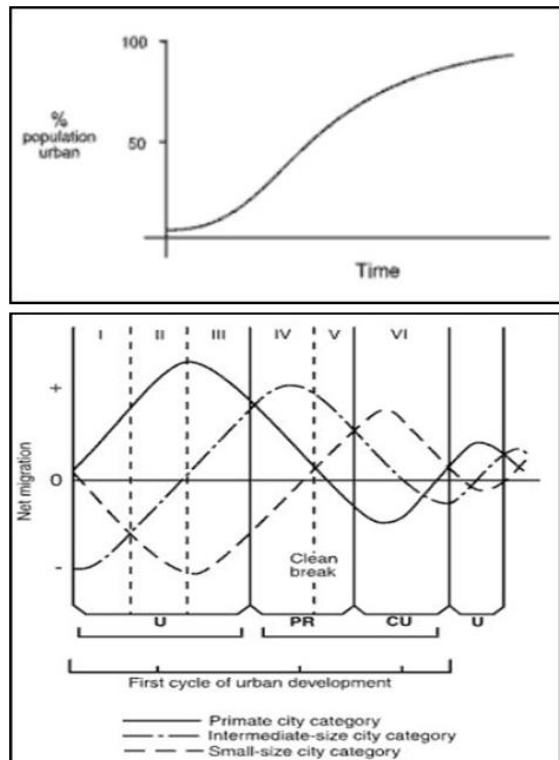 100
%
population
urban
50
Time
I II III IV V VI
+
Net migration
0
-
Clean
break
U PR CU U
First cycle of urban development
Primate city category
Intermediate-size city category
Small-size city category